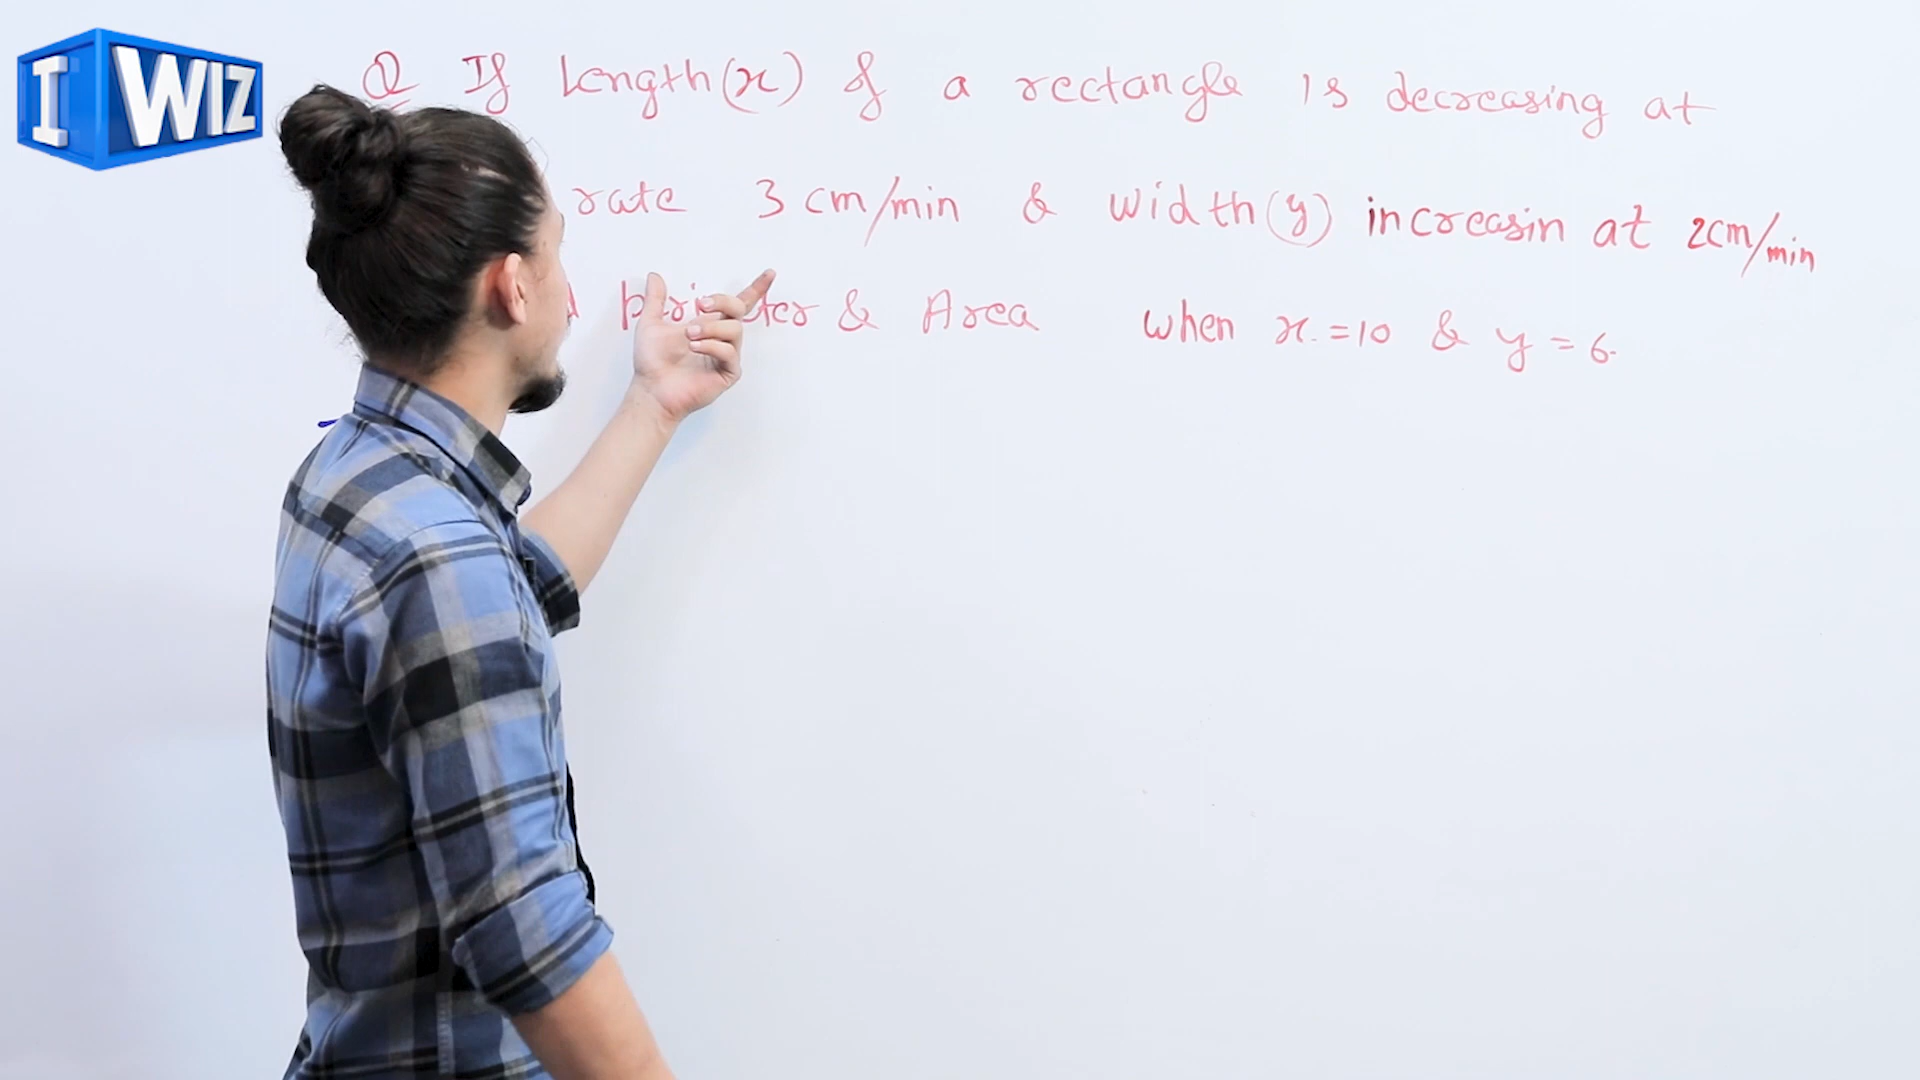 I WIZ
Q If Length(x) of a rectangle is decreasing at
rate 3 cm/min & width(y) increasin at 2cm/min
& Area when x = 10 & y = 6.